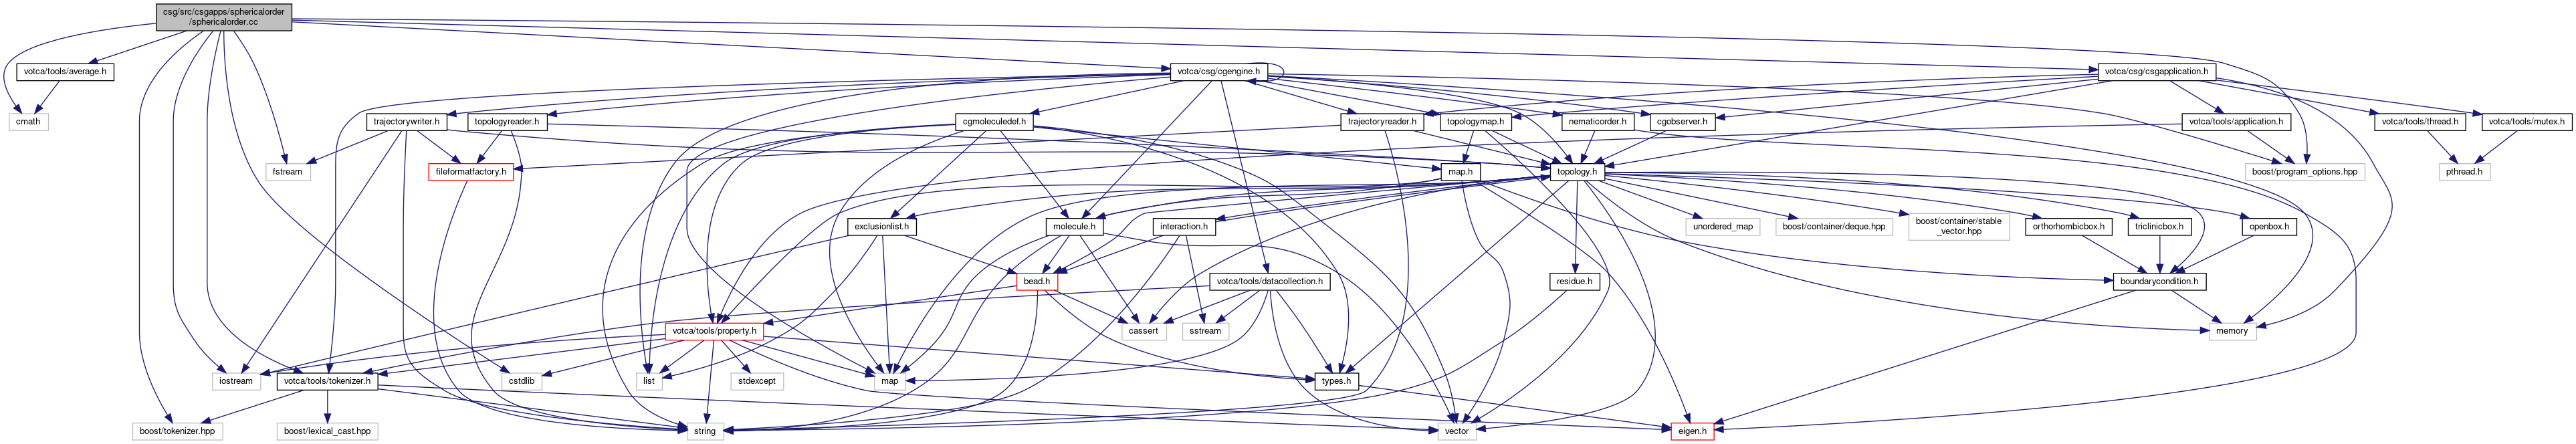 csg/src/csgapps/sphericalorder
/sphericalorder.cc
votca/tools/average.h
votca/csg/cgengine.h
votca/csg/csgapplication.h
cmath
trajectorywriter.h
topologyreader.h
cgmoleculedef.h
trajectoryreader.h
topologymap.h
nematicorder.h
cgobserver.h
votca/tools/application.h
votca/tools/thread.h
votca/tools/mutex.h
fstream
fileformatfactory.h
map.h
topology.h
boost/program_options.hpp
pthread.h
exclusionlist.h
molecule.h
interaction.h
unordered_map
boost/container/deque.hpp
boost/container/stable
_vector.hpp
orthorhombicbox.h
triclinicbox.h
openbox.h
bead.h
votca/tools/datacollection.h
residue.h
boundarycondition.h
votca/tools/property.h
cassert
sstream
memory
iostream
votca/tools/tokenizer.h
cstdlib
list
stdexcept
map
types.h
boost/tokenizer.hpp
boost/lexical_cast.hpp
string
vector
eigen.h